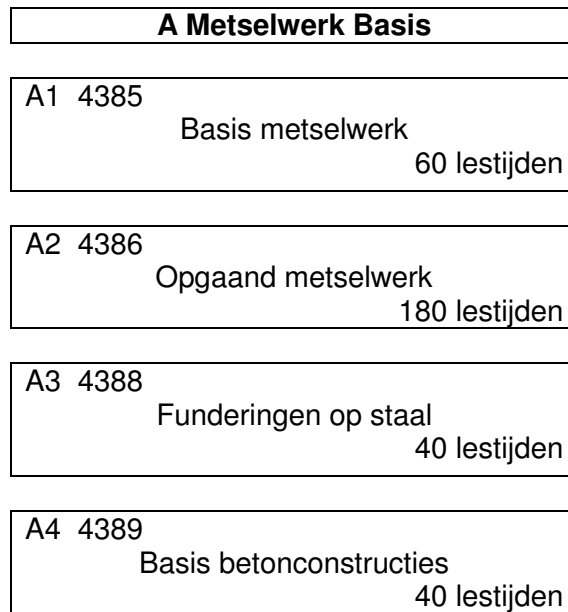 A Metselwerk Basis
A1 4385
Basis metselwerk
60 lestijden
A2 4386
Opgaand metselwerk
180 lestijden
A3 4388
Funderingen op staal
40 lestijden
A4 4389
Basis betonconstructies
40 lestijden